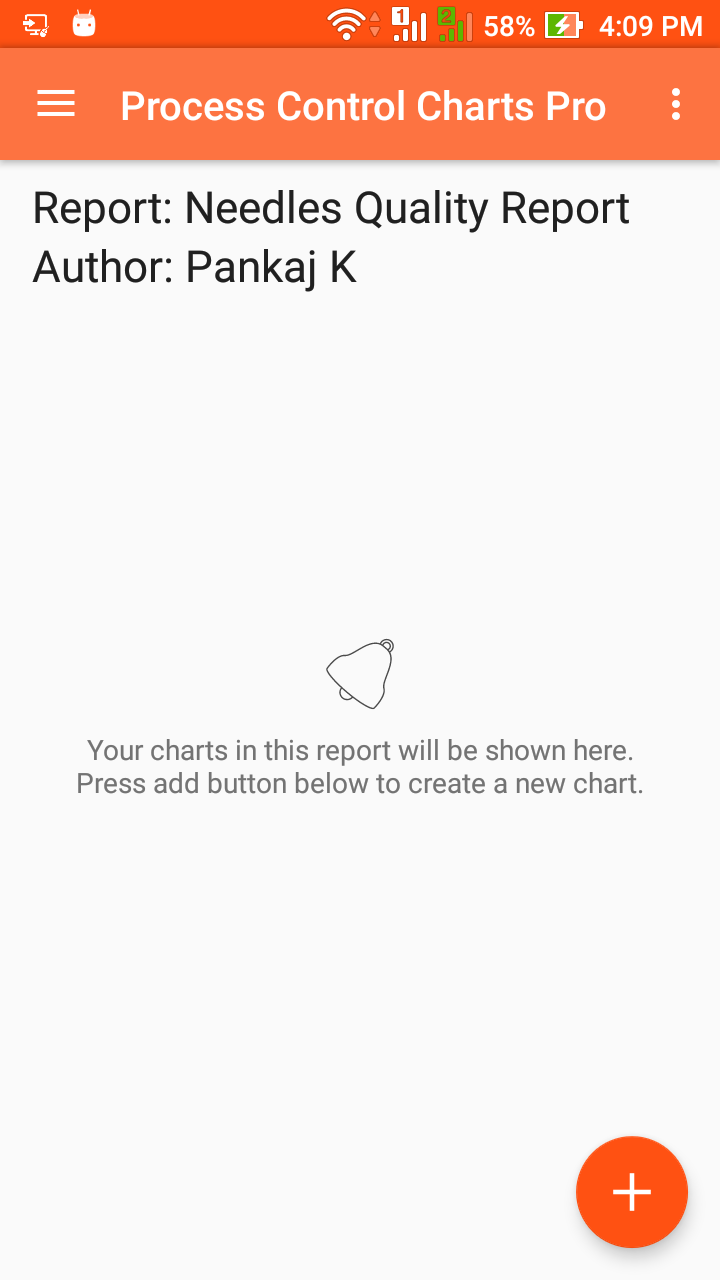 1 2 58% 4:09 PM
Process Control Charts Pro
Report: Needles Quality Report
Author: Pankaj K
Your charts in this report will be shown here.
Press add button below to create a new chart.